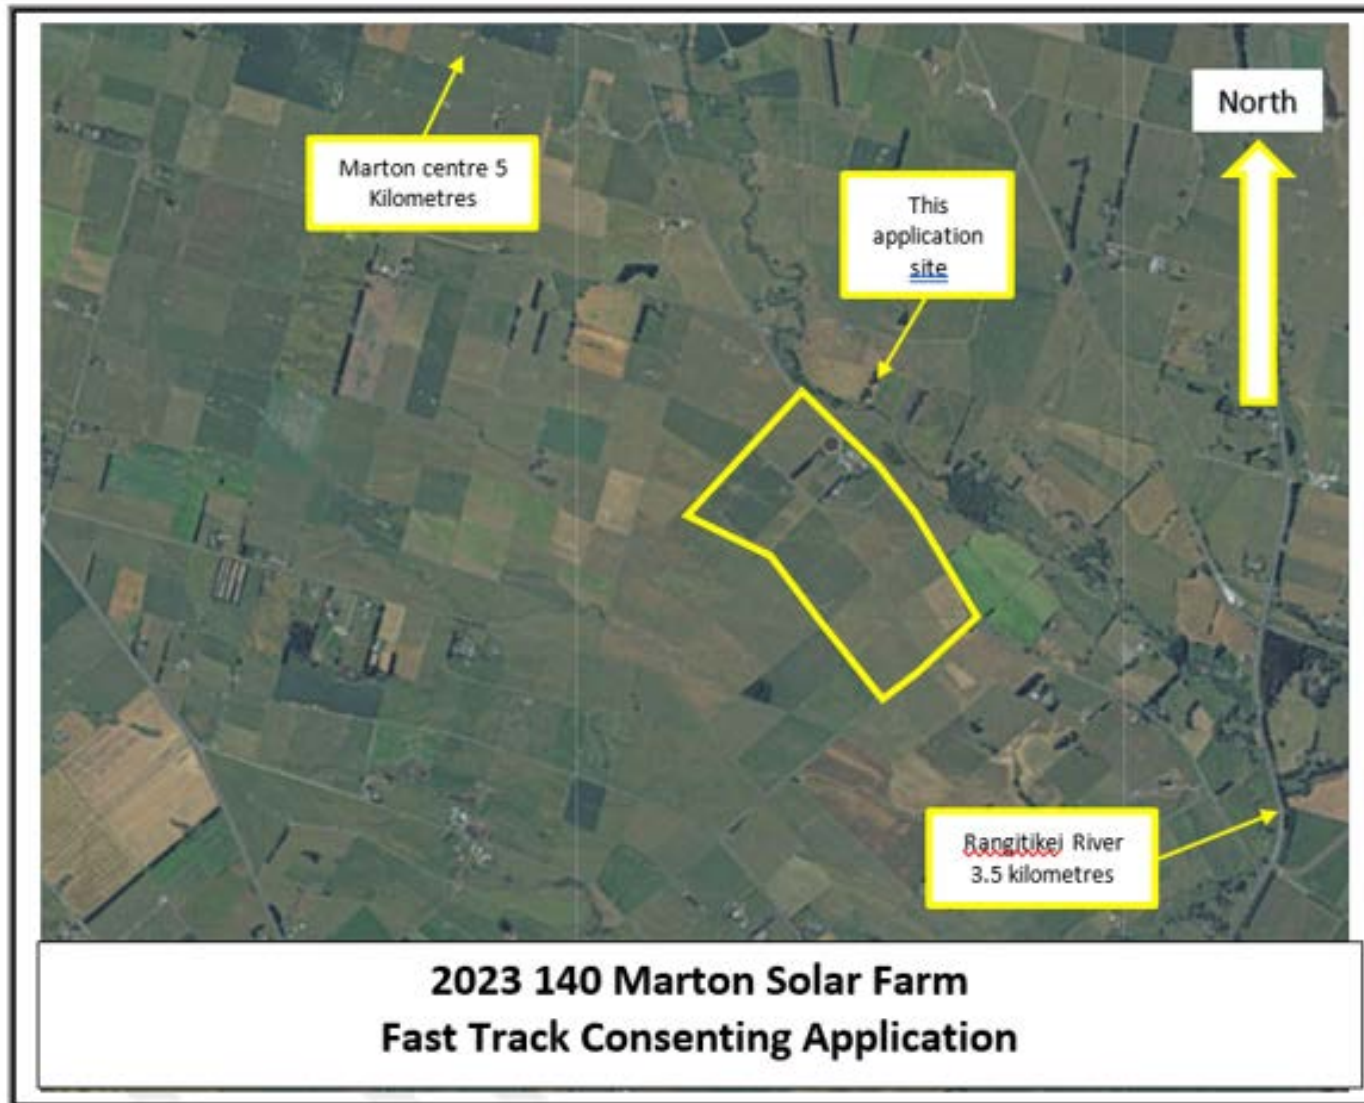 North
Marton centre 5
Kilometres
This
application
site
Rangitikei River
3.5 kilometres
2023 140 Marton Solar Farm
Fast Track Consenting Application